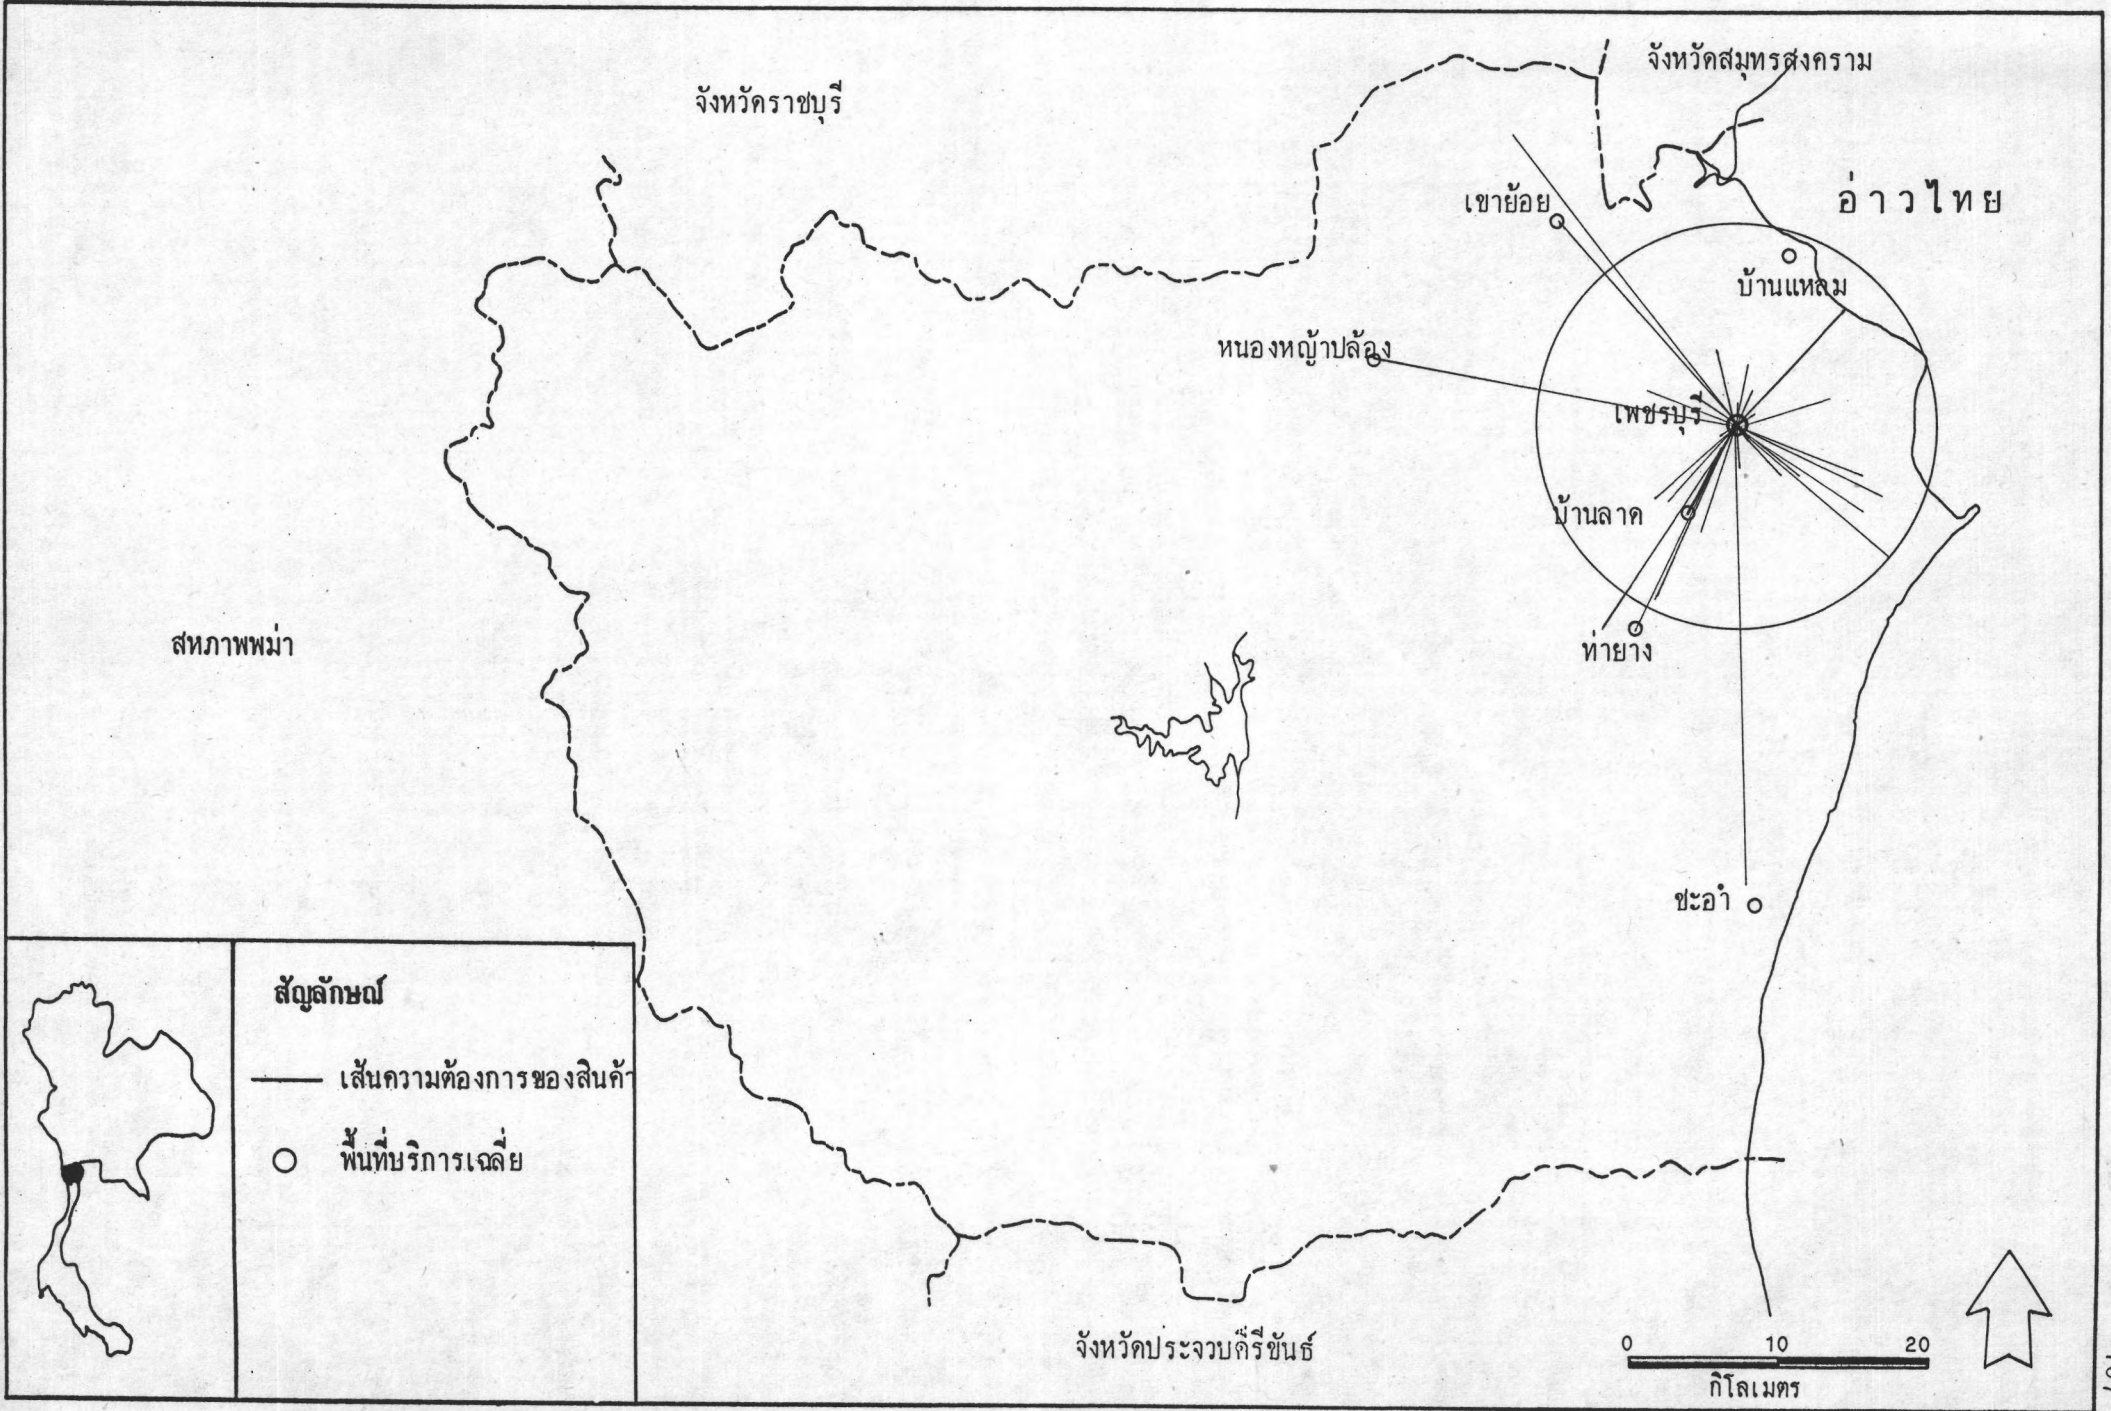 จังหวัดสมุทรสงคราม
จังหวัดราชบุรี
อ่าวไทย
เขาย้อย
บ้านแหลม
หนองหญ้าปล้อง
เพชรบุรี
บ้านลาด
สหภาพพม่า
ท่ายาง
ชะอำ
สัญลักษณ์
เส้นความต้องการของสินค้า
พื้นที่บริการเฉลี่ย
จังหวัดประจวบคีรีขันธ์
0 10 20
กิโลเมตร